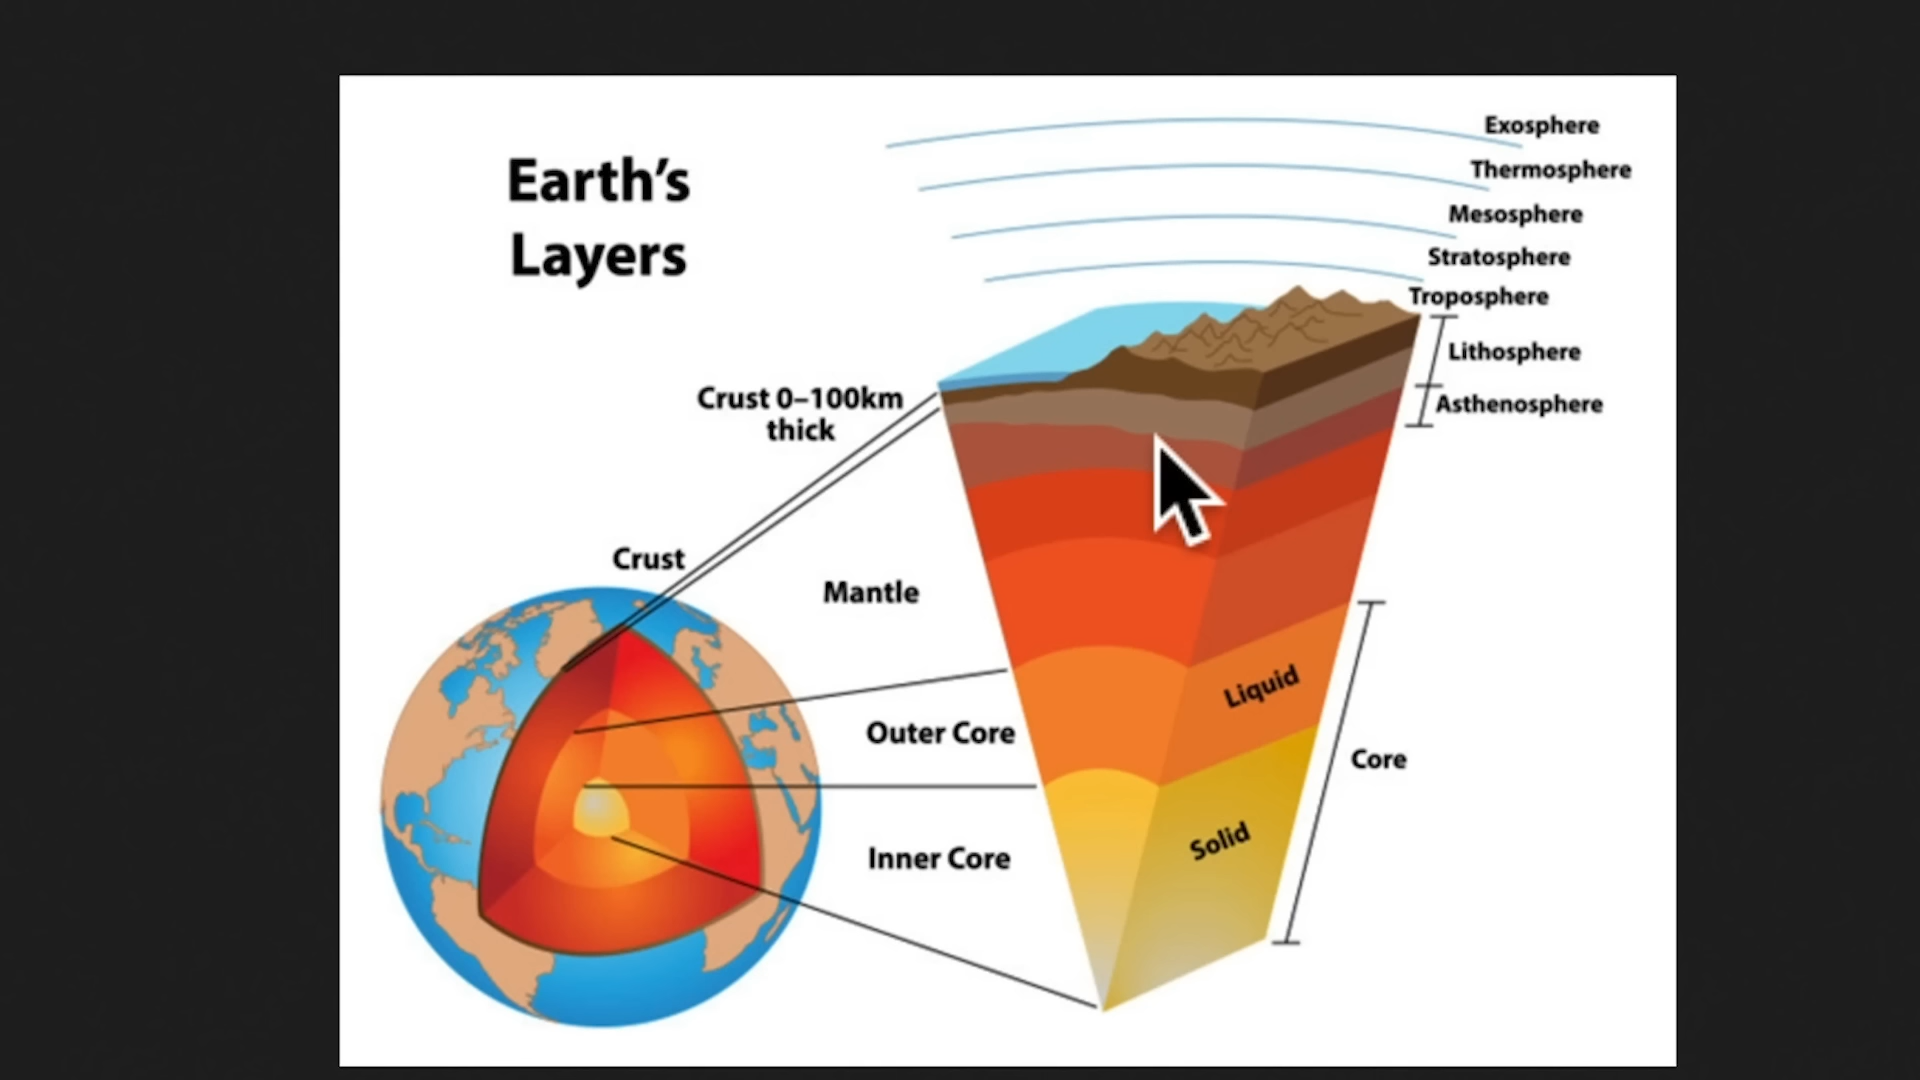 Earth's
Layers
Exosphere
Thermosphere
Mesosphere
Stratosphere
Troposphere
Lithosphere
Asthenosphere
Crust 0–100km
thick
Crust
Mantle
Outer Core
Inner Core
Liquid
Solid
Core